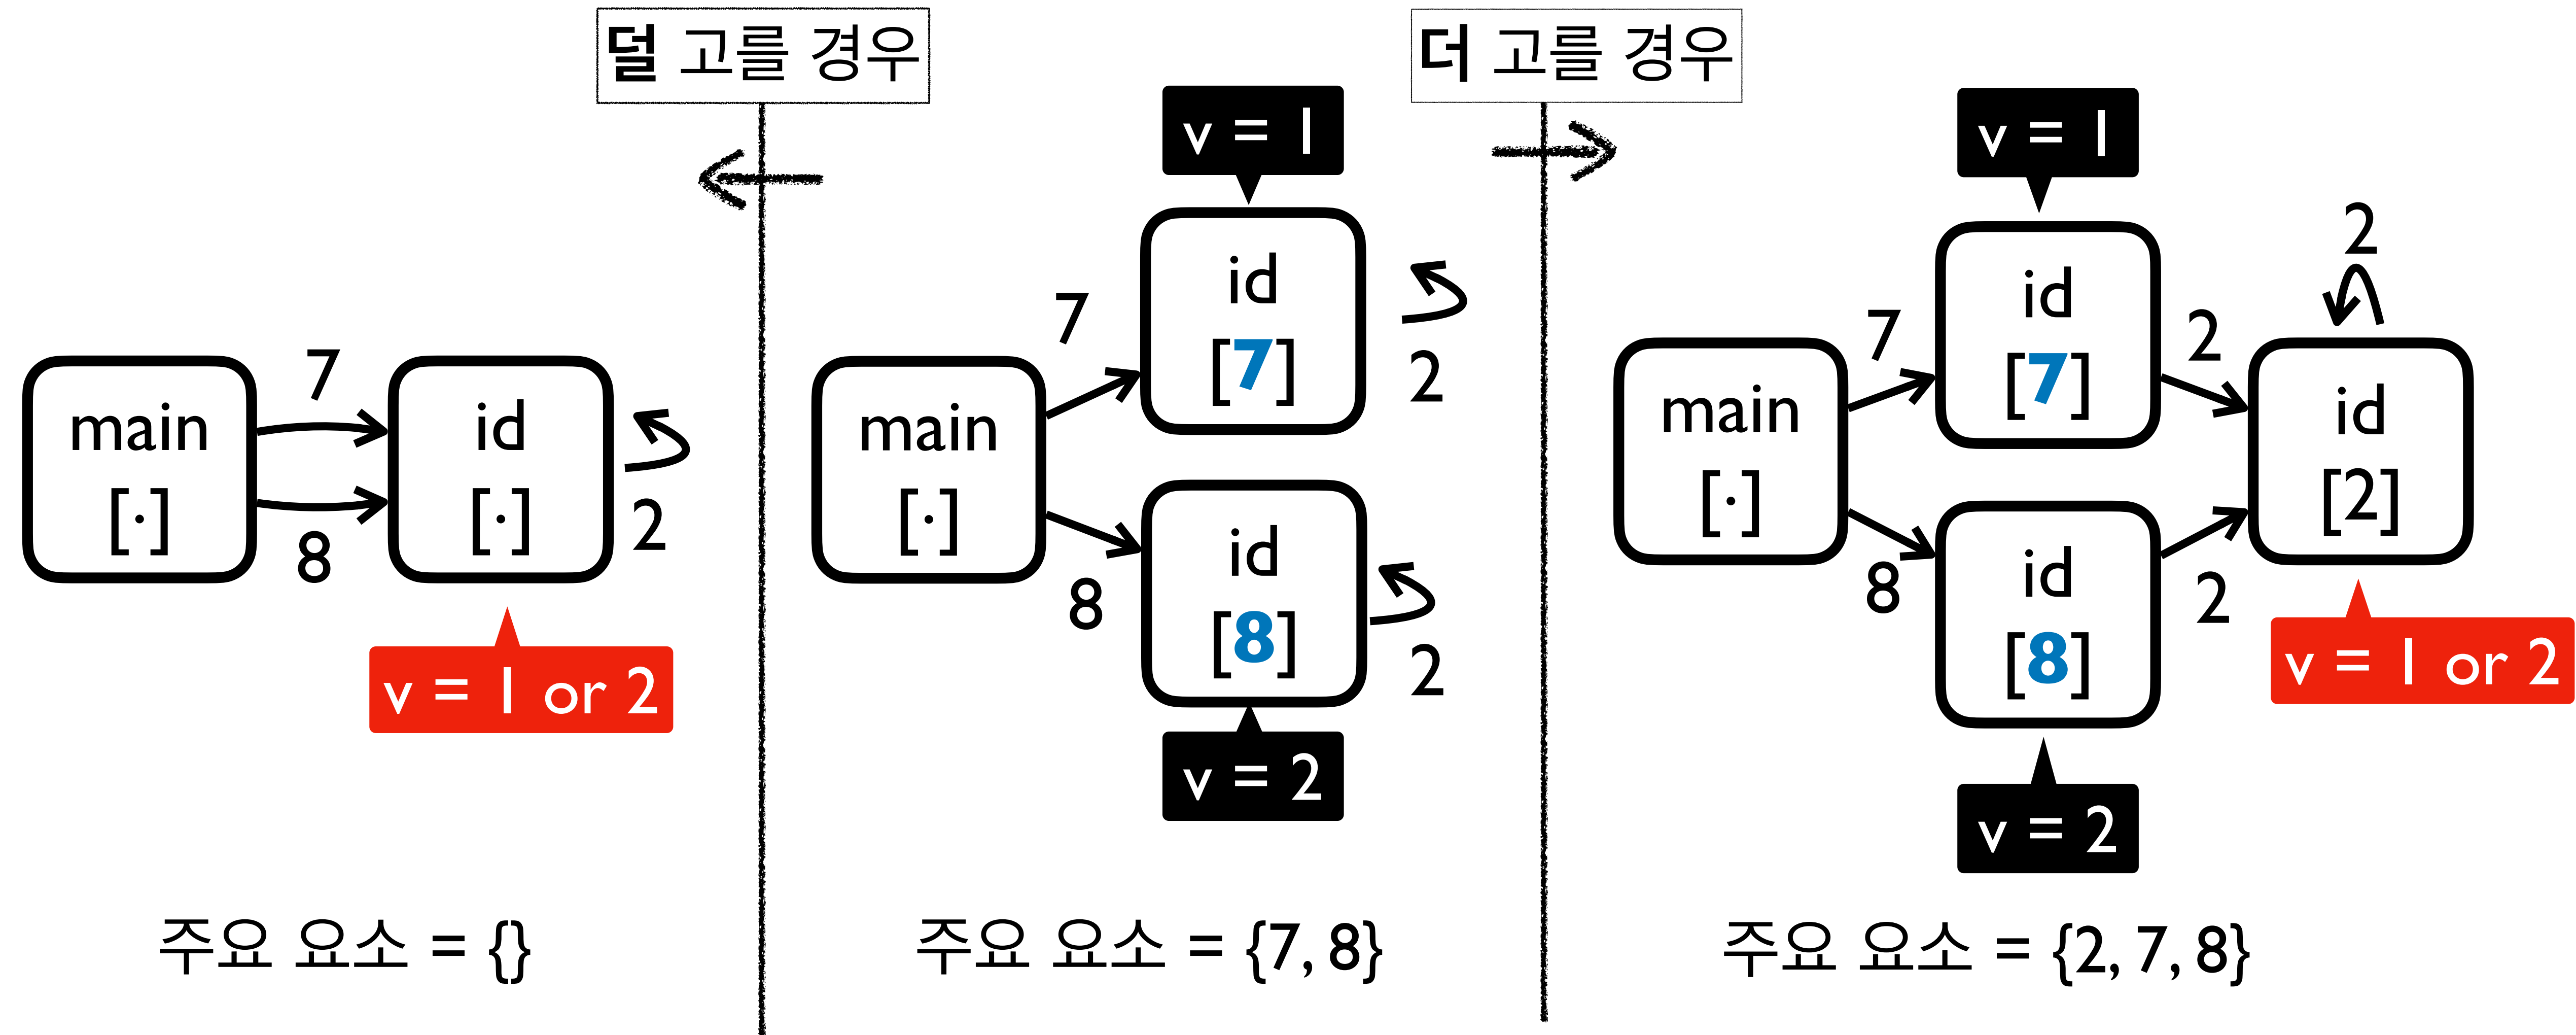 덜 고를 경우
더 고를 경우
main
[·]
7
8
id
[·]
2
v = 1 or 2
주요 요소 = {}
v = 1
main
[·]
7
8
id
[7]
2
id
[8]
2
v = 2
주요 요소 = {7, 8}
v = 1
main
[·]
7
8
id
[7]
2
id
[8]
2
2
id
[2]
v = 1 or 2
v = 2
주요 요소 = {2, 7, 8}